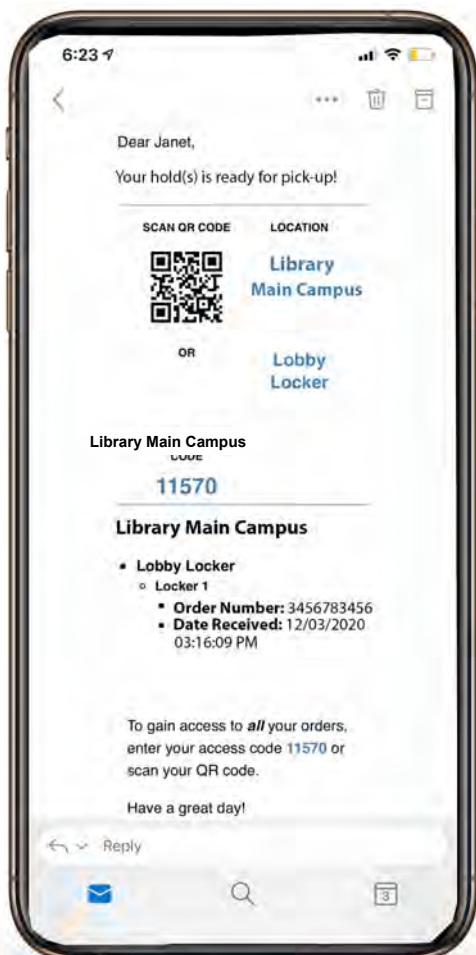 6:23
Dear Janet,
Your hold(s) is ready for pick-up!
SCAN QR CODE LOCATION
Library
Main Campus
OR
Lobby
Locker
Library Main Campus
CODE
11570
Library Main Campus
• Lobby Locker
○ Locker 1
▪ Order Number: 3456783456
▪ Date Received: 12/03/2020
03:16:09 PM
To gain access to all your orders,
enter your access code 11570 or
scan your QR code.
Have a great day!
Reply
3